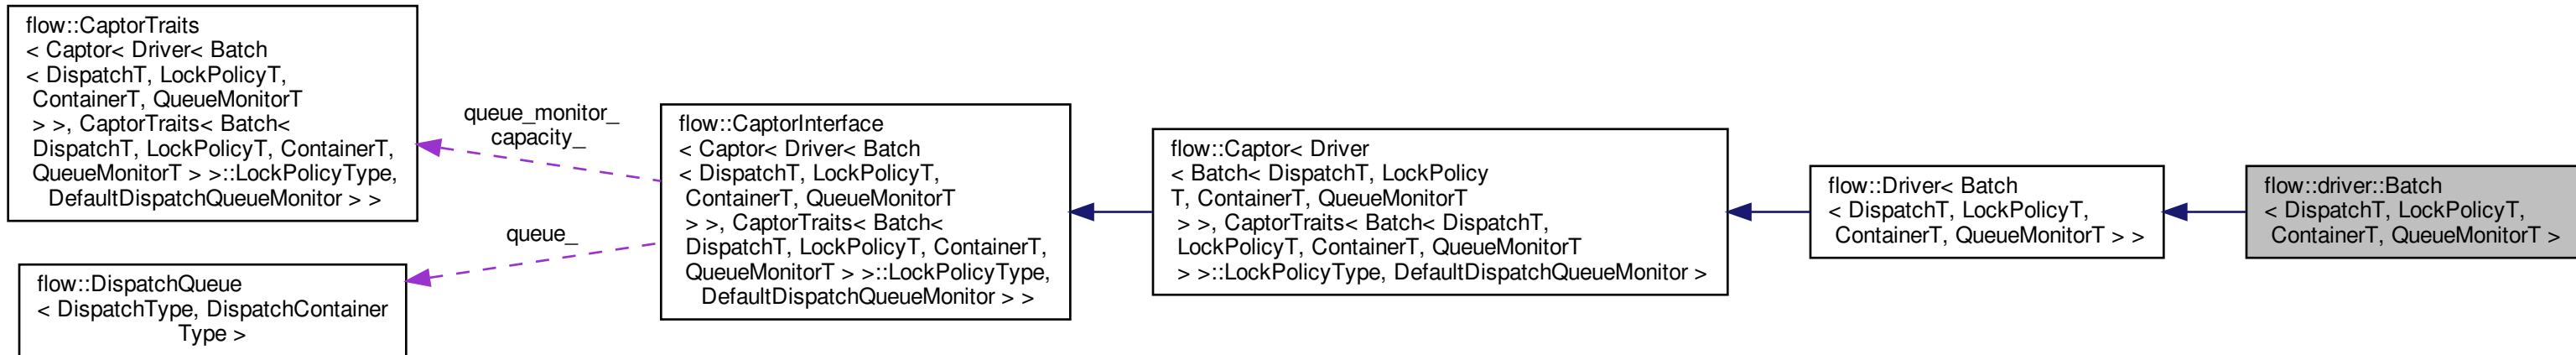 flow::CaptorTraits
< Captor< Driver< Batch
< DispatchT, LockPolicyT,
ContainerT, QueueMonitorT
> >, CaptorTraits< Batch<
DispatchT, LockPolicyT, ContainerT,
QueueMonitorT > >::LockPolicyType,
DefaultDispatchQueueMonitor > >
flow::DispatchQueue
< DispatchType, DispatchContainer
Type >
queue_monitor_
capacity_
queue_
flow::CaptorInterface
< Captor< Driver< Batch
< DispatchT, LockPolicyT,
ContainerT, QueueMonitorT
> >, CaptorTraits< Batch<
DispatchT, LockPolicyT, ContainerT,
QueueMonitorT > >::LockPolicyType,
DefaultDispatchQueueMonitor > >
flow::Captor< Driver
< Batch< DispatchT, LockPolicy
T, ContainerT, QueueMonitorT
> >, CaptorTraits< Batch< DispatchT,
LockPolicyT, ContainerT, QueueMonitorT
> >::LockPolicyType, DefaultDispatchQueueMonitor >
flow::Driver< Batch
< DispatchT, LockPolicyT,
ContainerT, QueueMonitorT > >
flow::driver::Batch
< DispatchT, LockPolicyT,
ContainerT, QueueMonitorT >